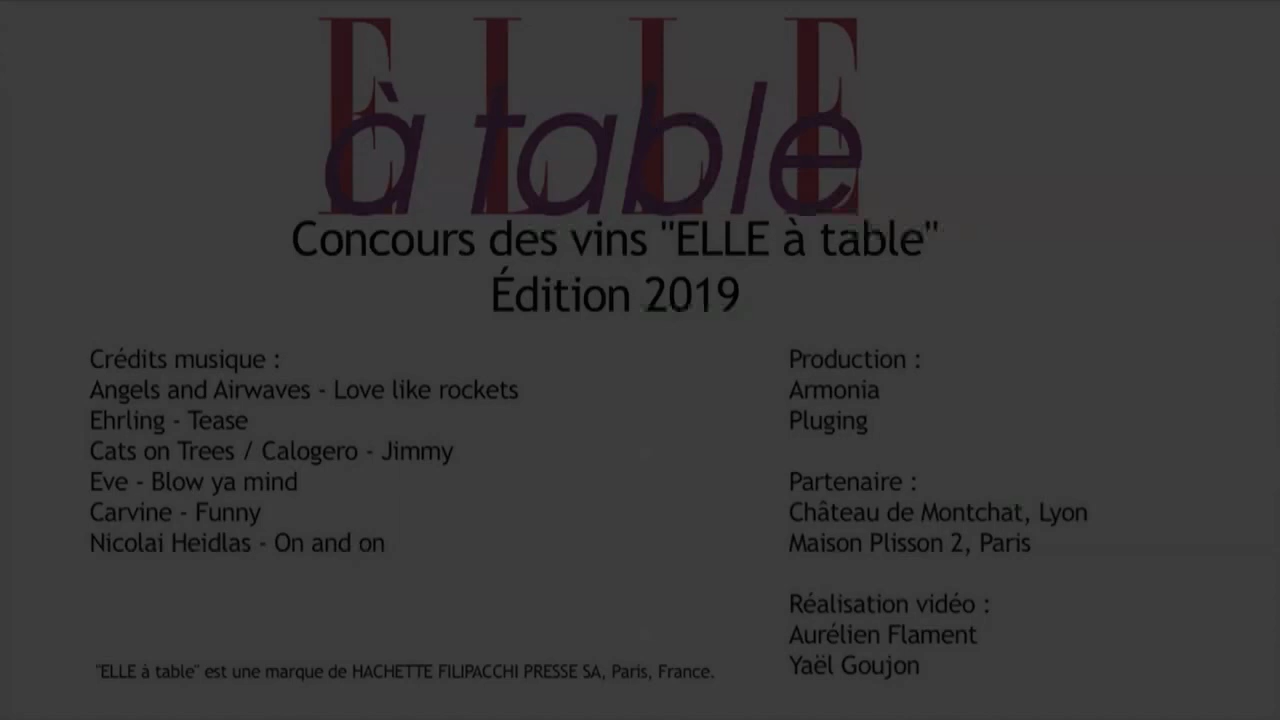 ELLE
à table
Concours des vins "ELLE à table"
Édition 2019
Crédits musique :
Angels and Airwaves - Love like rockets
Ehrling - Tease
Cats on Trees / Calogero - Jimmy
Eve - Blow ya mind
Carvine - Funny
Nicolai Heidlas - On and on
Production :
Armonia
Pluging
Partenaire :
Château de Montchat, Lyon
Maison Plisson 2, Paris
Réalisation vidéo :
Aurélien Flament
Yaël Goujon
"ELLE à table" est une marque de HACHETTE FILIPACCHI PRESSE SA, Paris, France.